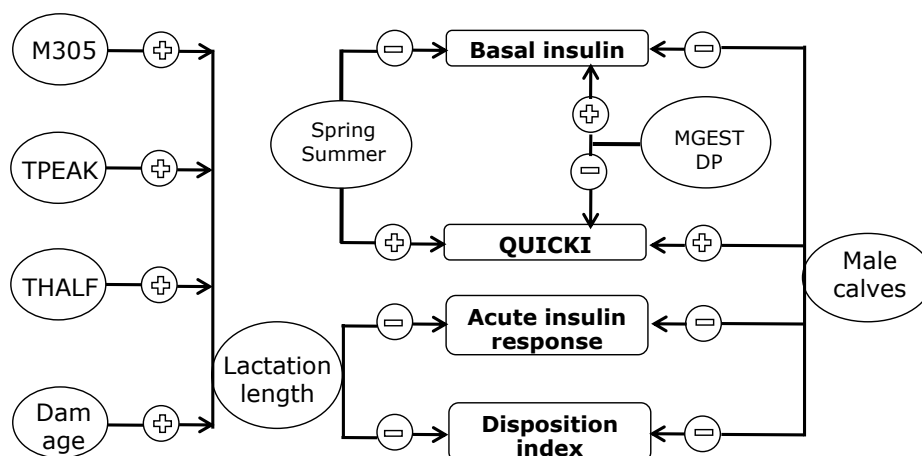 M305
TPEAK
THALF
Dam
age
Lactation
length
Spring
Summer
Basal insulin
MGEST
DP
QUICKI
Acute insulin
response
Disposition
index
Male
calves